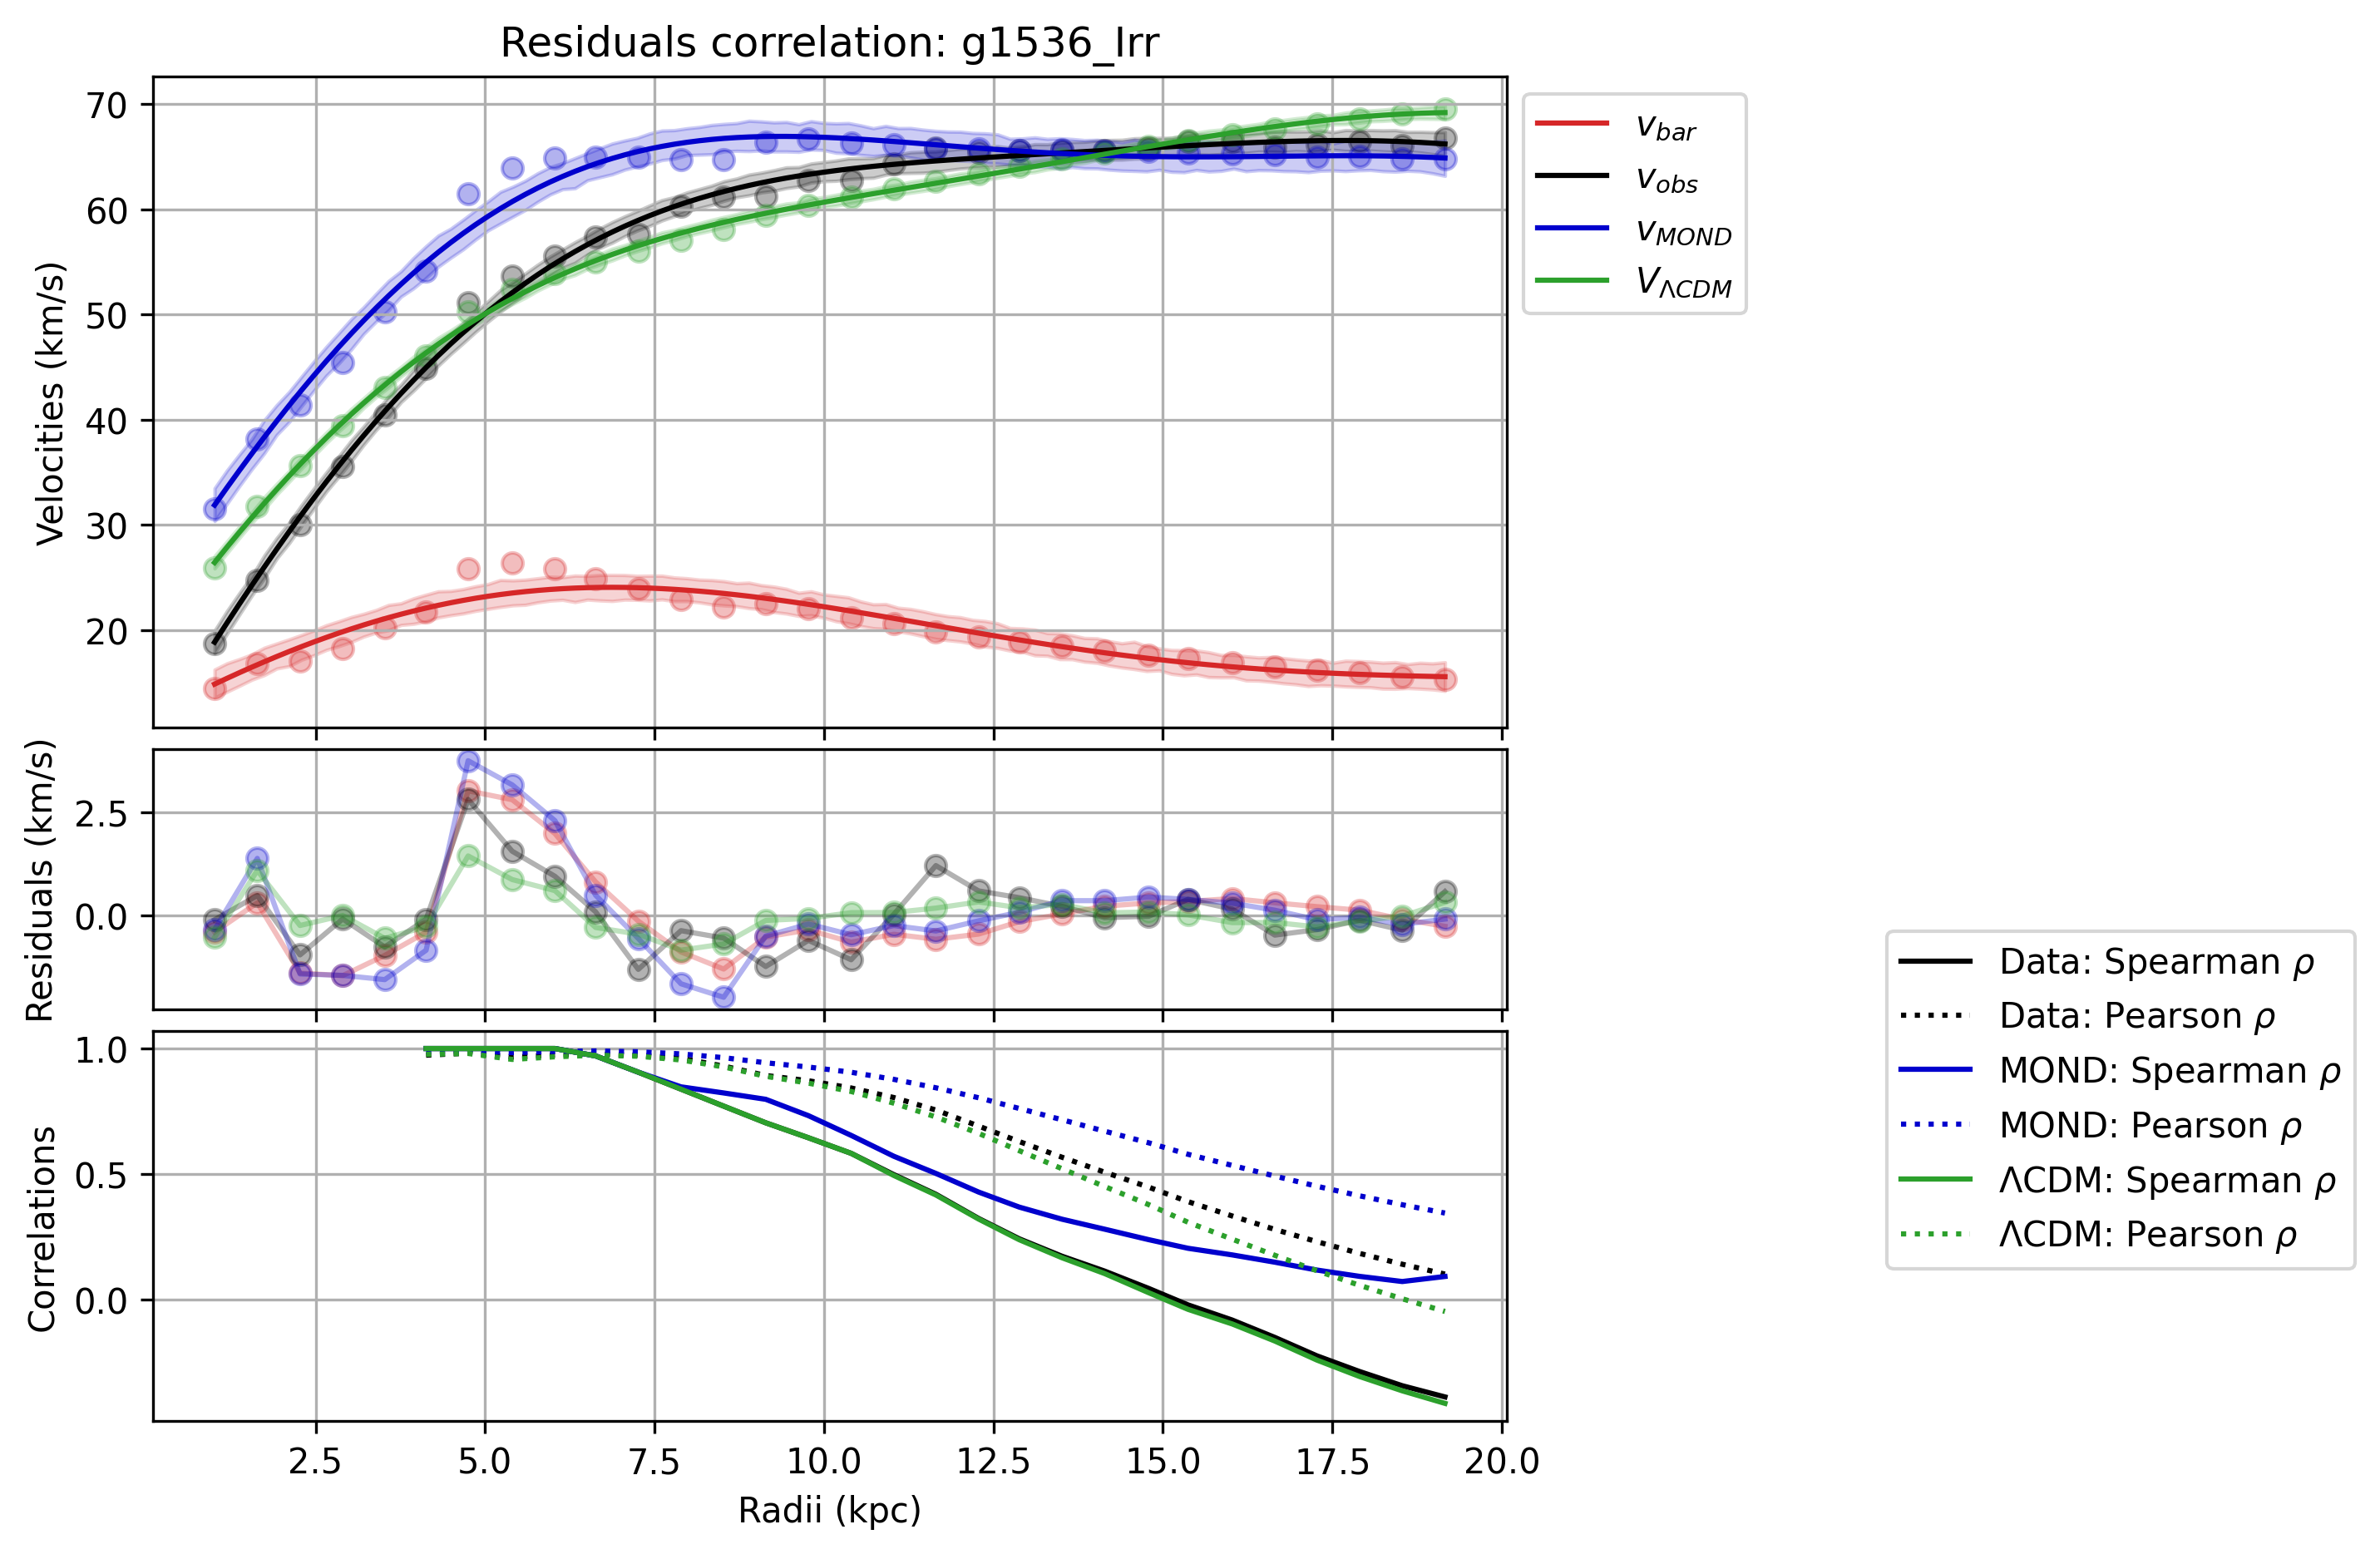 Residuals correlation: g1536_Irr
Velocities (km/s)
70
60
50
40
30
20
v_bar
v_obs
v_MOND
V_ΛCDM
Residuals (km/s)
2.5
0.0
Correlations
1.0
0.5
0.0
Data: Spearman ρ
Data: Pearson ρ
MOND: Spearman ρ
MOND: Pearson ρ
ΛCDM: Spearman ρ
ΛCDM: Pearson ρ
2.5 5.0 7.5 10.0 12.5 15.0 17.5 20.0
Radii (kpc)